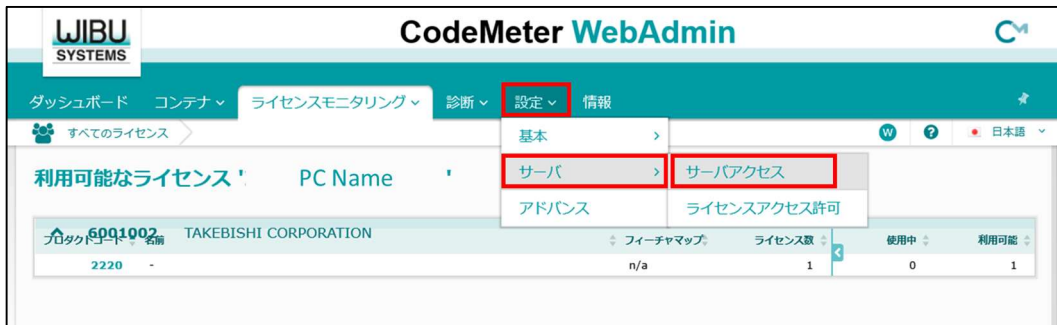 WIBU
SYSTEMS
CodeMeter WebAdmin
ダッシュボード コンテナ ライセンスモニタリング 診断 設定 情報
すべてのライセンス
W ? 日本語
基本
サーバ サーバアクセス
アドバンス ライセンスアクセス許可
利用可能なライセンス ' PC Name '
6001002 TAKEBISHI CORPORATION
プロダクトコード 名前 フィーチャマップ ライセンス数 使用中 利用可能
2220 - n/a 1 0 1